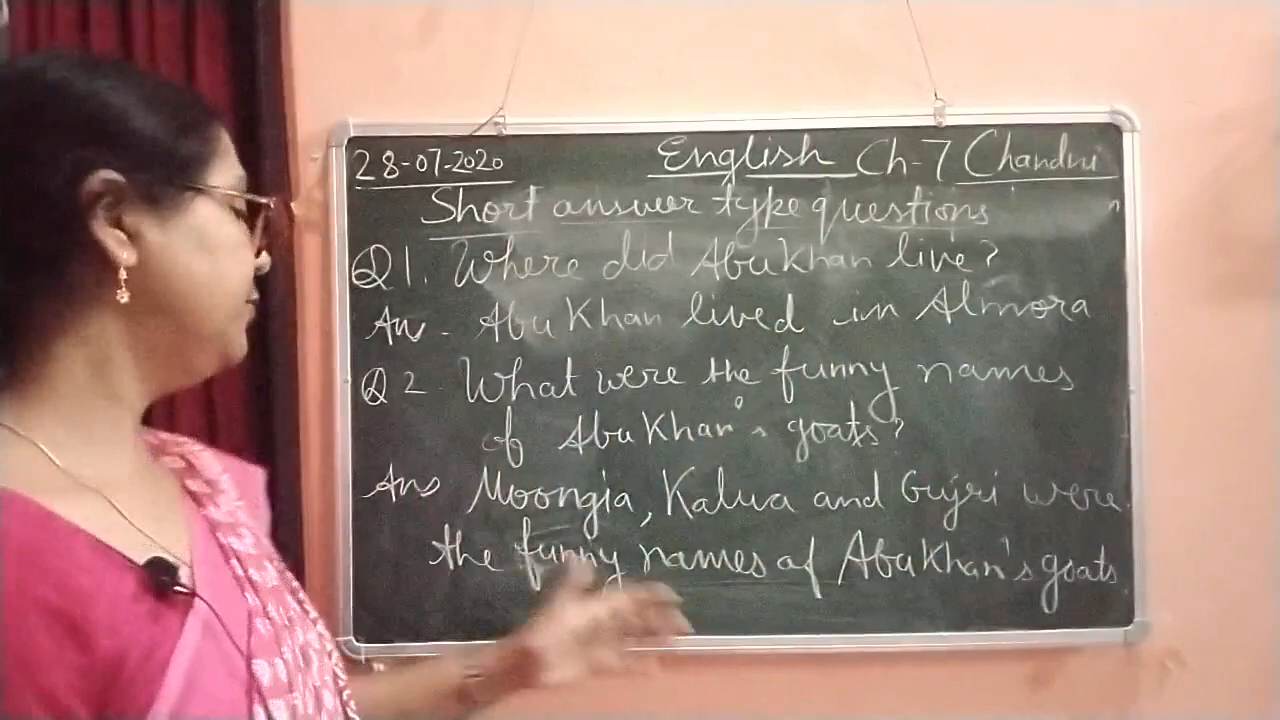 28-07-2020 English Ch-7 Chandni
Short answer type questions
Q1. Where did Abu Khan live?
An - Abu Khan lived in Almora
Q2. What were the funny names
of Abu Khan's goats?
Ans Moongia, Kalua and Gujri were
the funny names of Abu Khan's goats